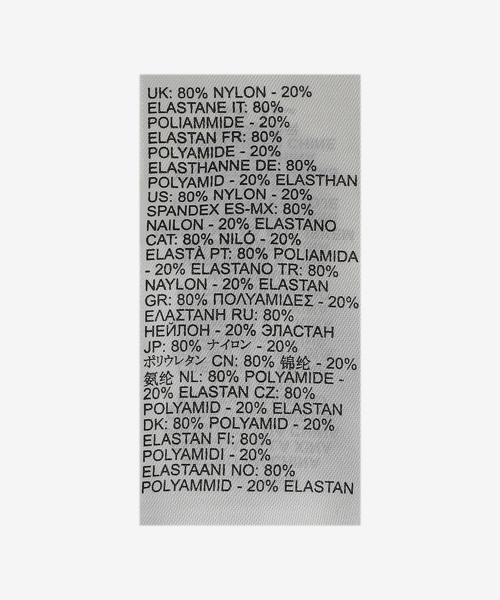 UK: 80% NYLON - 20%
ELASTANE IT: 80%
POLIAMMIDE - 20%
ELASTAN FR: 80%
POLYAMIDE - 20%
ELASTHANNE DE: 80%
POLYAMID - 20% ELASTHAN
US: 80% NYLON - 20%
SPANDEX ES-MX: 80%
NAILON - 20% ELASTANO
CAT: 80% NILÓ - 20%
ELASTÀ PT: 80% POLIAMIDA
- 20% ELASTANO TR: 80%
NAYLON - 20% ELASTAN
GR: 80% ΠΟΛΥΑΜΙΔΕΣ - 20%
ΕΛΑΣΤΑΝΗ RU: 80%
НЕЙЛОН - 20% ЭЛАСТАН
JP: 80% ナイロン - 20%
ポリウレタン CN: 80% 锦纶 - 20%
氨纶 NL: 80% POLYAMIDE -
20% ELASTAN CZ: 80%
POLYAMID - 20% ELASTAN
DK: 80% POLYAMID - 20%
ELASTAN FI: 80%
POLYAMIDI - 20%
ELASTAANI NO: 80%
POLYAMMID - 20% ELASTAN